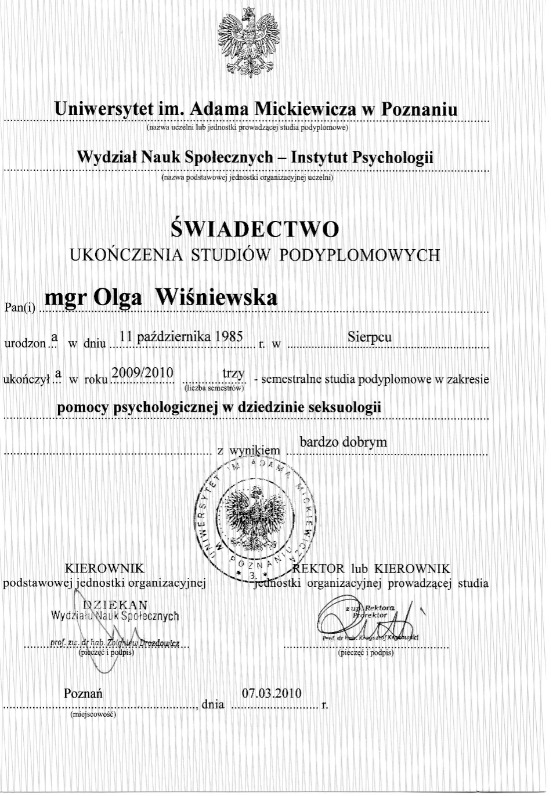 Uniwersytet im. Adama Mickiewicza w Poznaniu
(nazwa uczelni lub jednostki prowadzącej studia podyplomowe)
Wydział Nauk Społecznych – Instytut Psychologii
(nazwa podstawowej jednostki organizacyjnej uczelni)
ŚWIADECTWO
UKOŃCZENIA STUDIÓW PODYPLOMOWYCH
Pan(i) mgr Olga Wiśniewska
urodzon a w dniu 11 października 1985 r. w Sierpcu
ukończył a w roku 2009/2010 trzy - semestralne studia podyplomowe w zakresie
(liczba semestrów)
pomocy psychologicznej w dziedzinie seksuologii
z wynikiem bardzo dobrym
UNIWERSYTET IM. ADAMA MICKIEWICZA
W POZNANIU
* 3. *
KIEROWNIK
podstawowej jednostki organizacyjnej
REKTOR lub KIEROWNIK
jednostki organizacyjnej prowadzącej studia
DZIEKAN
Wydziału Nauk Społecznych
prof. zw. dr hab. Zbigniew Drozdowicz
(pieczęć i podpis)
z up. Rektora
Prorektor
Prof. dr hab. Krzysztof Krasowski
(pieczęć i podpis)
Poznań, dnia 07.03.2010 r.
(miejscowość)